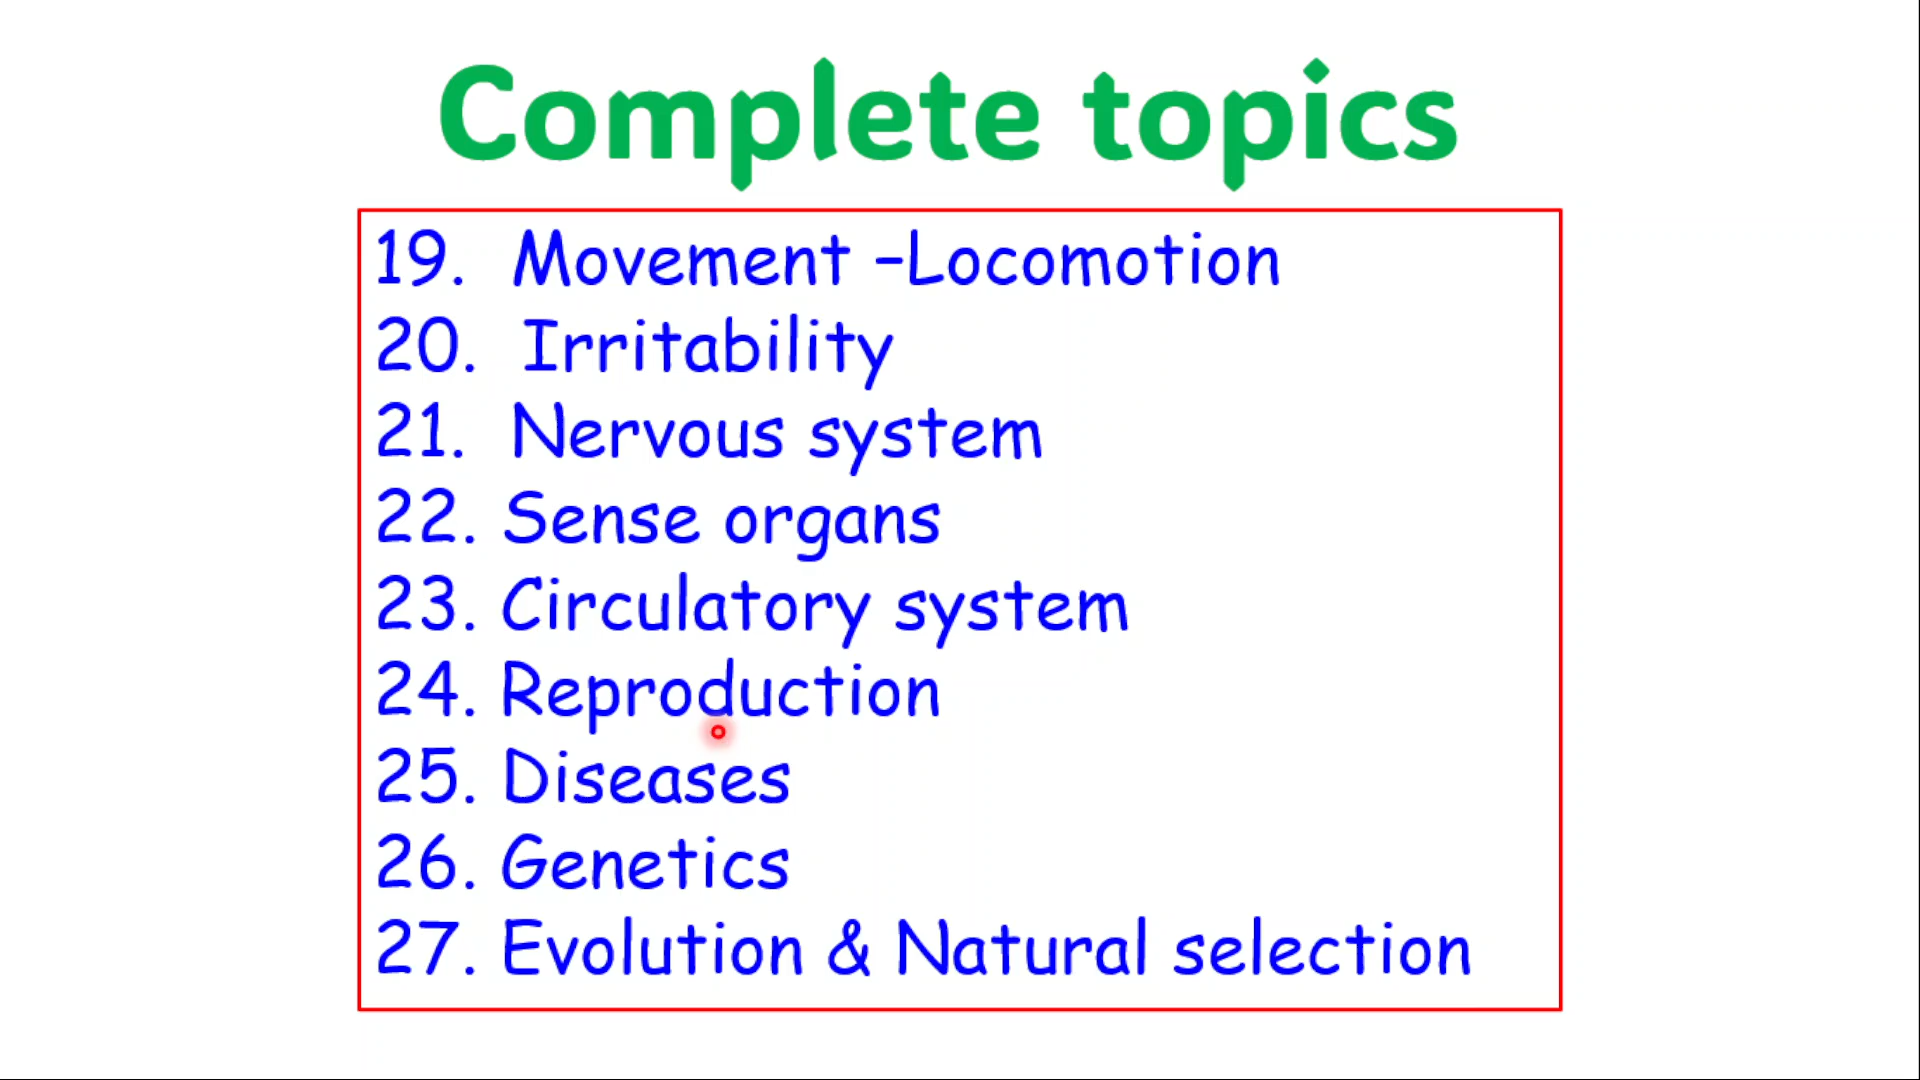 Complete topics
19. Movement –Locomotion
20. Irritability
21. Nervous system
22. Sense organs
23. Circulatory system
24. Reproduction
25. Diseases
26. Genetics
27. Evolution & Natural selection